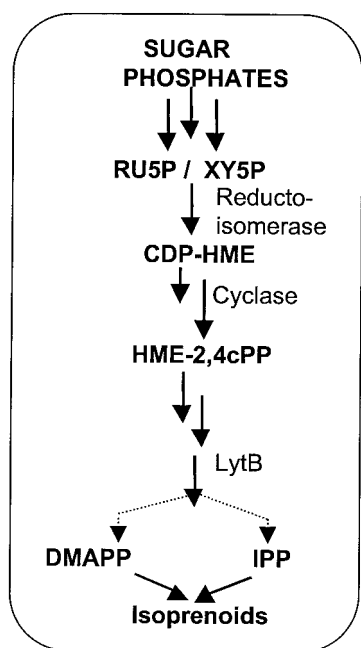 SUGAR
PHOSPHATES
RU5P / XY5P
Reducto-
isomerase
CDP-HME
Cyclase
HME-2,4cPP
LytB
DMAPP IPP
Isoprenoids